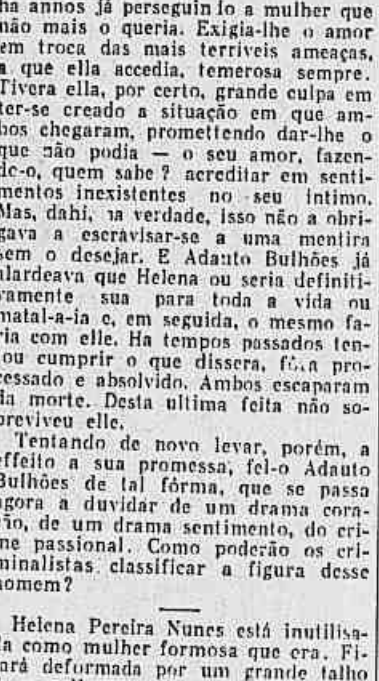 ha annos já perseguin lo a mulher que
não mais o queria. Exigia-lhe o amor
em troca das mais terriveis ameaças,
a que ella accedia, temerosa sempre.
Tivera ella, por certo, grande culpa em
ter-se creado a situação em que am-
bos chegaram, promettendo dar-lhe o
que não podia — o seu amor, fazen-
do-o, quem sabe? acreditar em senti-
mentos inexistentes no seu intimo.
Mas, dahi, na verdade, isso não a obri-
gava a escravisar-se a uma mentira
sem o desejar. E Adauto Bulhões já
alardeava que Helena ou seria definiti-
vamente sua para toda a vida ou
matal-a-ia e, em seguida, o mesmo fa-
ria com elle. Ha tempos passados ten-
tou cumprir o que dissera, fóra pro-
cessado e absolvido. Ambos escaparam
da morte. Desta ultima feita não so-
breviveu elle.
Tentando de novo levar, porém, a
effeito a sua promessa, fel-o Adauto
Bulhões de tal fórma, que se passa
agora a duvidar de um drama cora-
ção, de um drama sentimento, do cri-
me passional. Como poderão os cri-
minalistas classificar a figura desse
homem?
Helena Pereira Nunes está inutilisa-
da como mulher formosa que era. Fi-
cará deformada por um grande talho